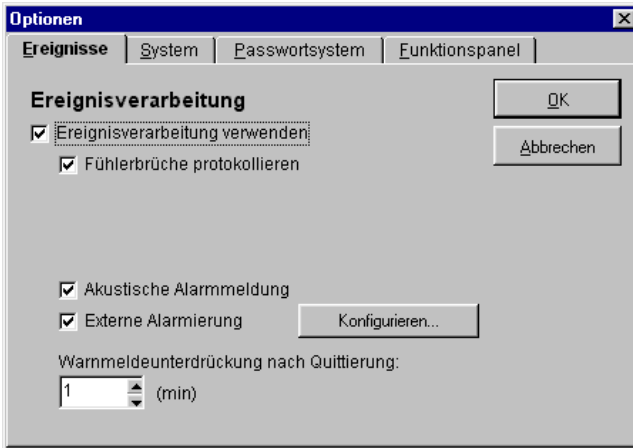 Optionen
Ereignisse System Passwortsystem Funktionspanel
Ereignisverarbeitung
OK
Ereignisverarbeitung verwenden
Abbrechen
Fühlerbrüche protokollieren
Akustische Alarmmeldung
Externe Alarmierung Konfigurieren...
Warnmeldeunterdrückung nach Quittierung:
1 (min)